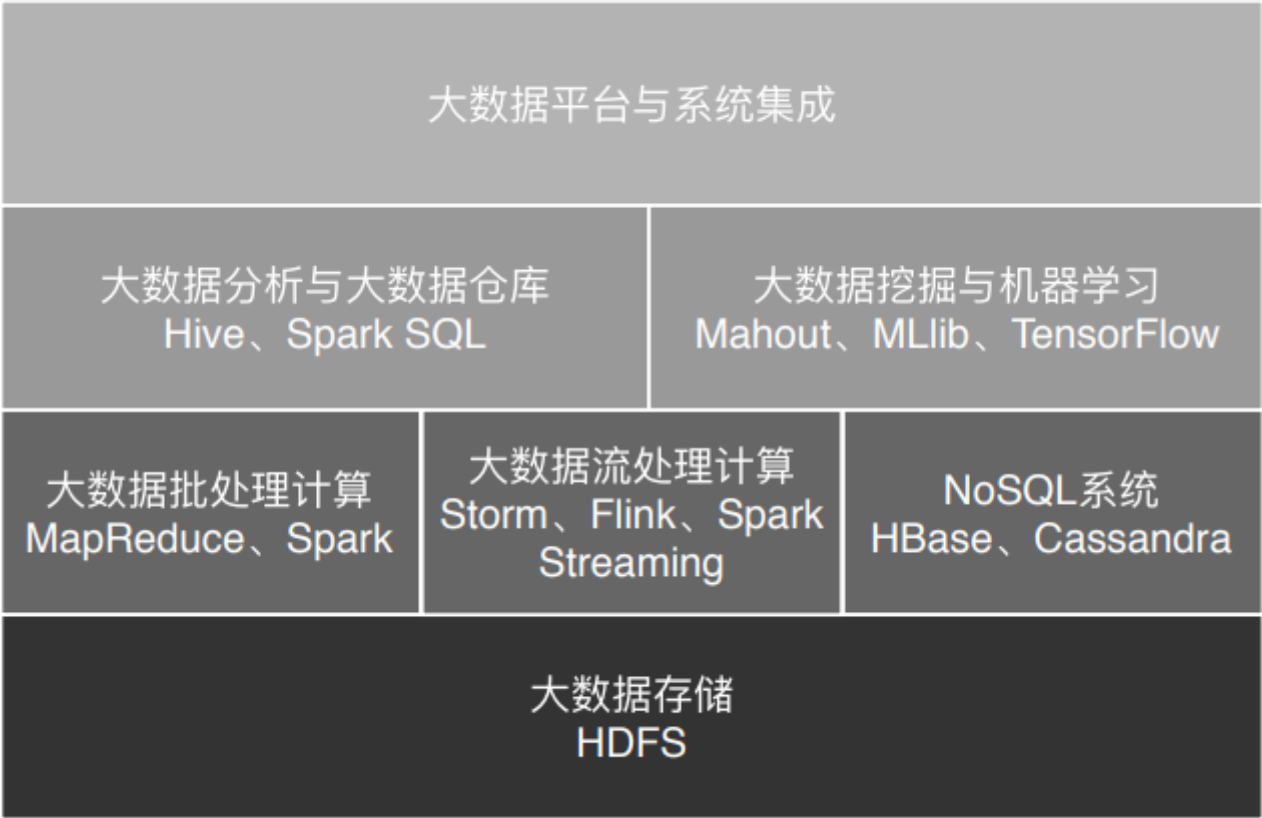 大数据平台与系统集成
大数据分析与大数据仓库
Hive、Spark SQL
大数据挖掘与机器学习
Mahout、MLlib、TensorFlow
大数据批处理计算
MapReduce、Spark
大数据流处理计算
Storm、Flink、Spark
Streaming
NoSQL系统
HBase、Cassandra
大数据存储
HDFS